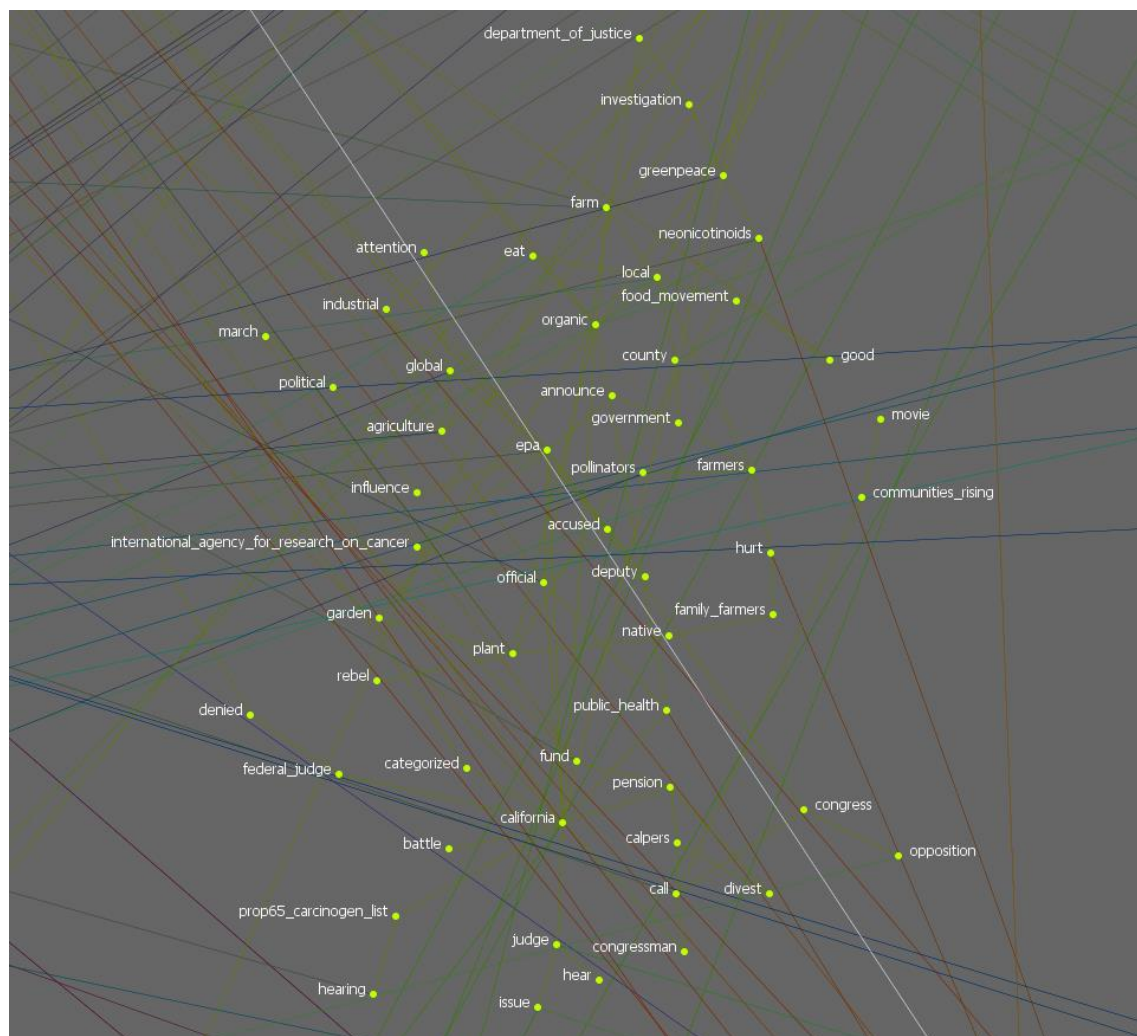 department_of_justice
investigation
greenpeace
farm
neonicotinoids
attention
eat
local
food_movement
industrial
organic
march
county
good
global
political
announce
government
movie
agriculture
epa
pollinators
farmers
influence
communities_rising
accused
international_agency_for_research_on_cancer
hurt
official
deputy
garden
family_farmers
native
plant
rebel
denied
public_health
fund
federal_judge
categorized
pension
congress
california
battle
calpers
opposition
call
divest
prop65_carcinogen_list
judge
congressman
hear
hearing
issue